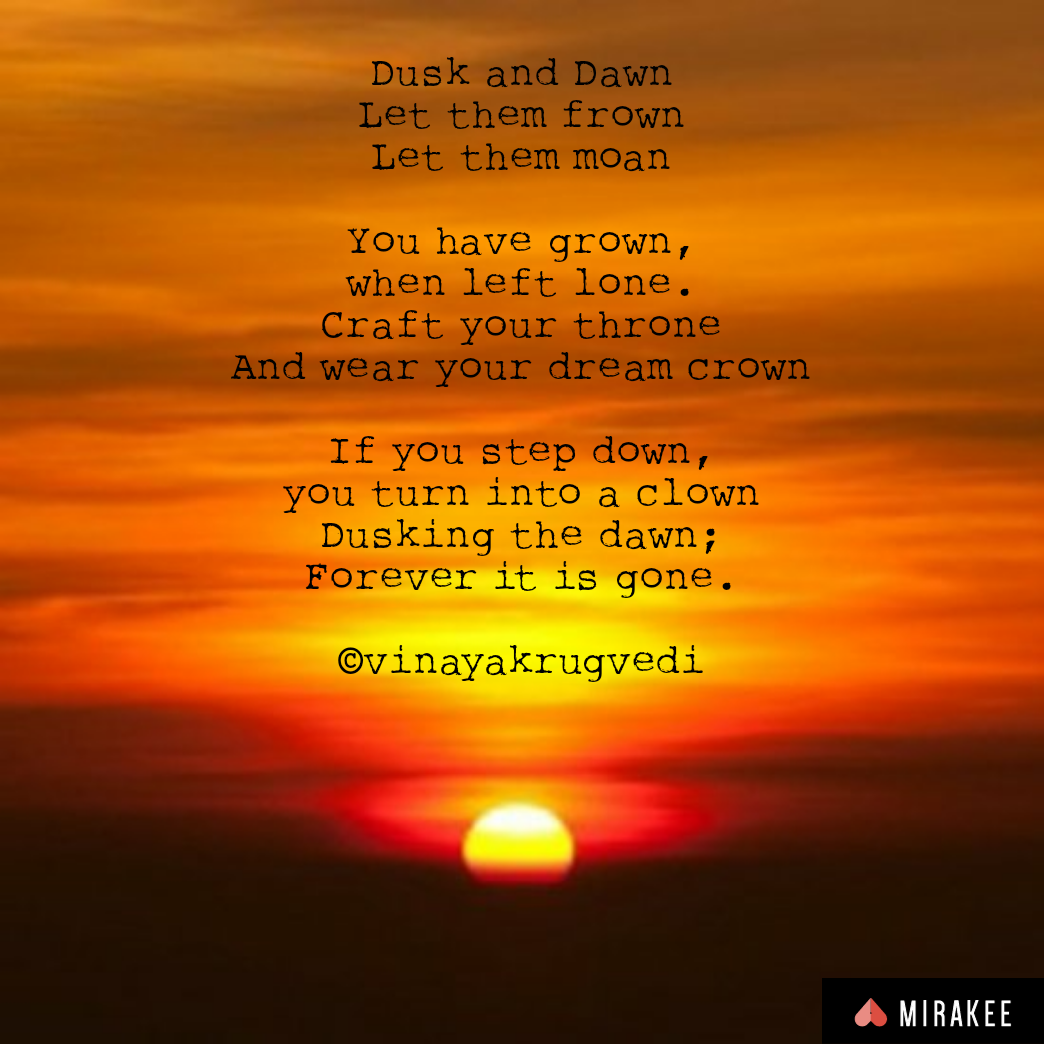 Dusk and Dawn
Let them frown
Let them moan
You have grown,
when left lone.
Craft your throne
And wear your dream crown
If you step down,
you turn into a clown
Dusking the dawn;
Forever it is gone.
©vinayakrugvedi
MIRAKEE